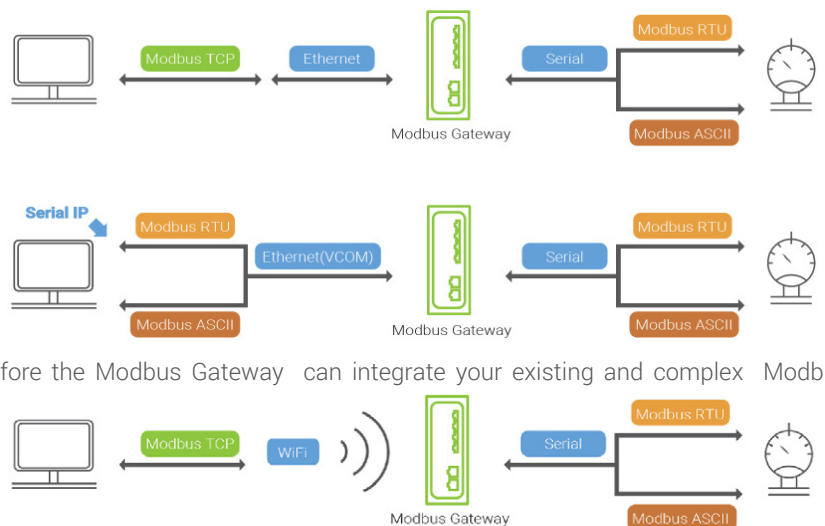 Modbus RTU
Modbus TCP Ethernet Serial
Modbus Gateway
Modbus ASCII
Serial IP
Modbus RTU Modbus RTU
Ethernet(VCOM) Serial
Modbus ASCII Modbus ASCII
Modbus Gateway
fore the Modbus Gateway can integrate your existing and complex Modb
Modbus RTU
Modbus TCP WiFi Serial
Modbus Gateway Modbus ASCII